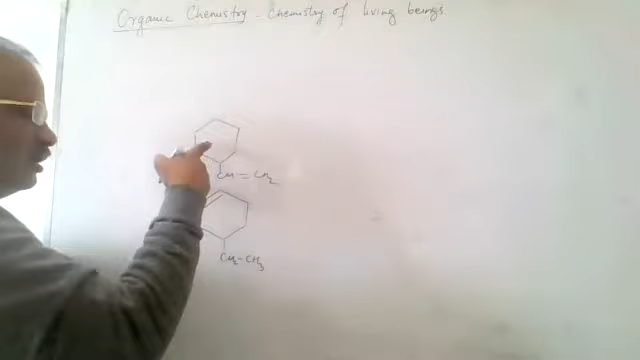 Organic Chemistry - Chemistry of living beings
CH = CH2
CH2-CH3